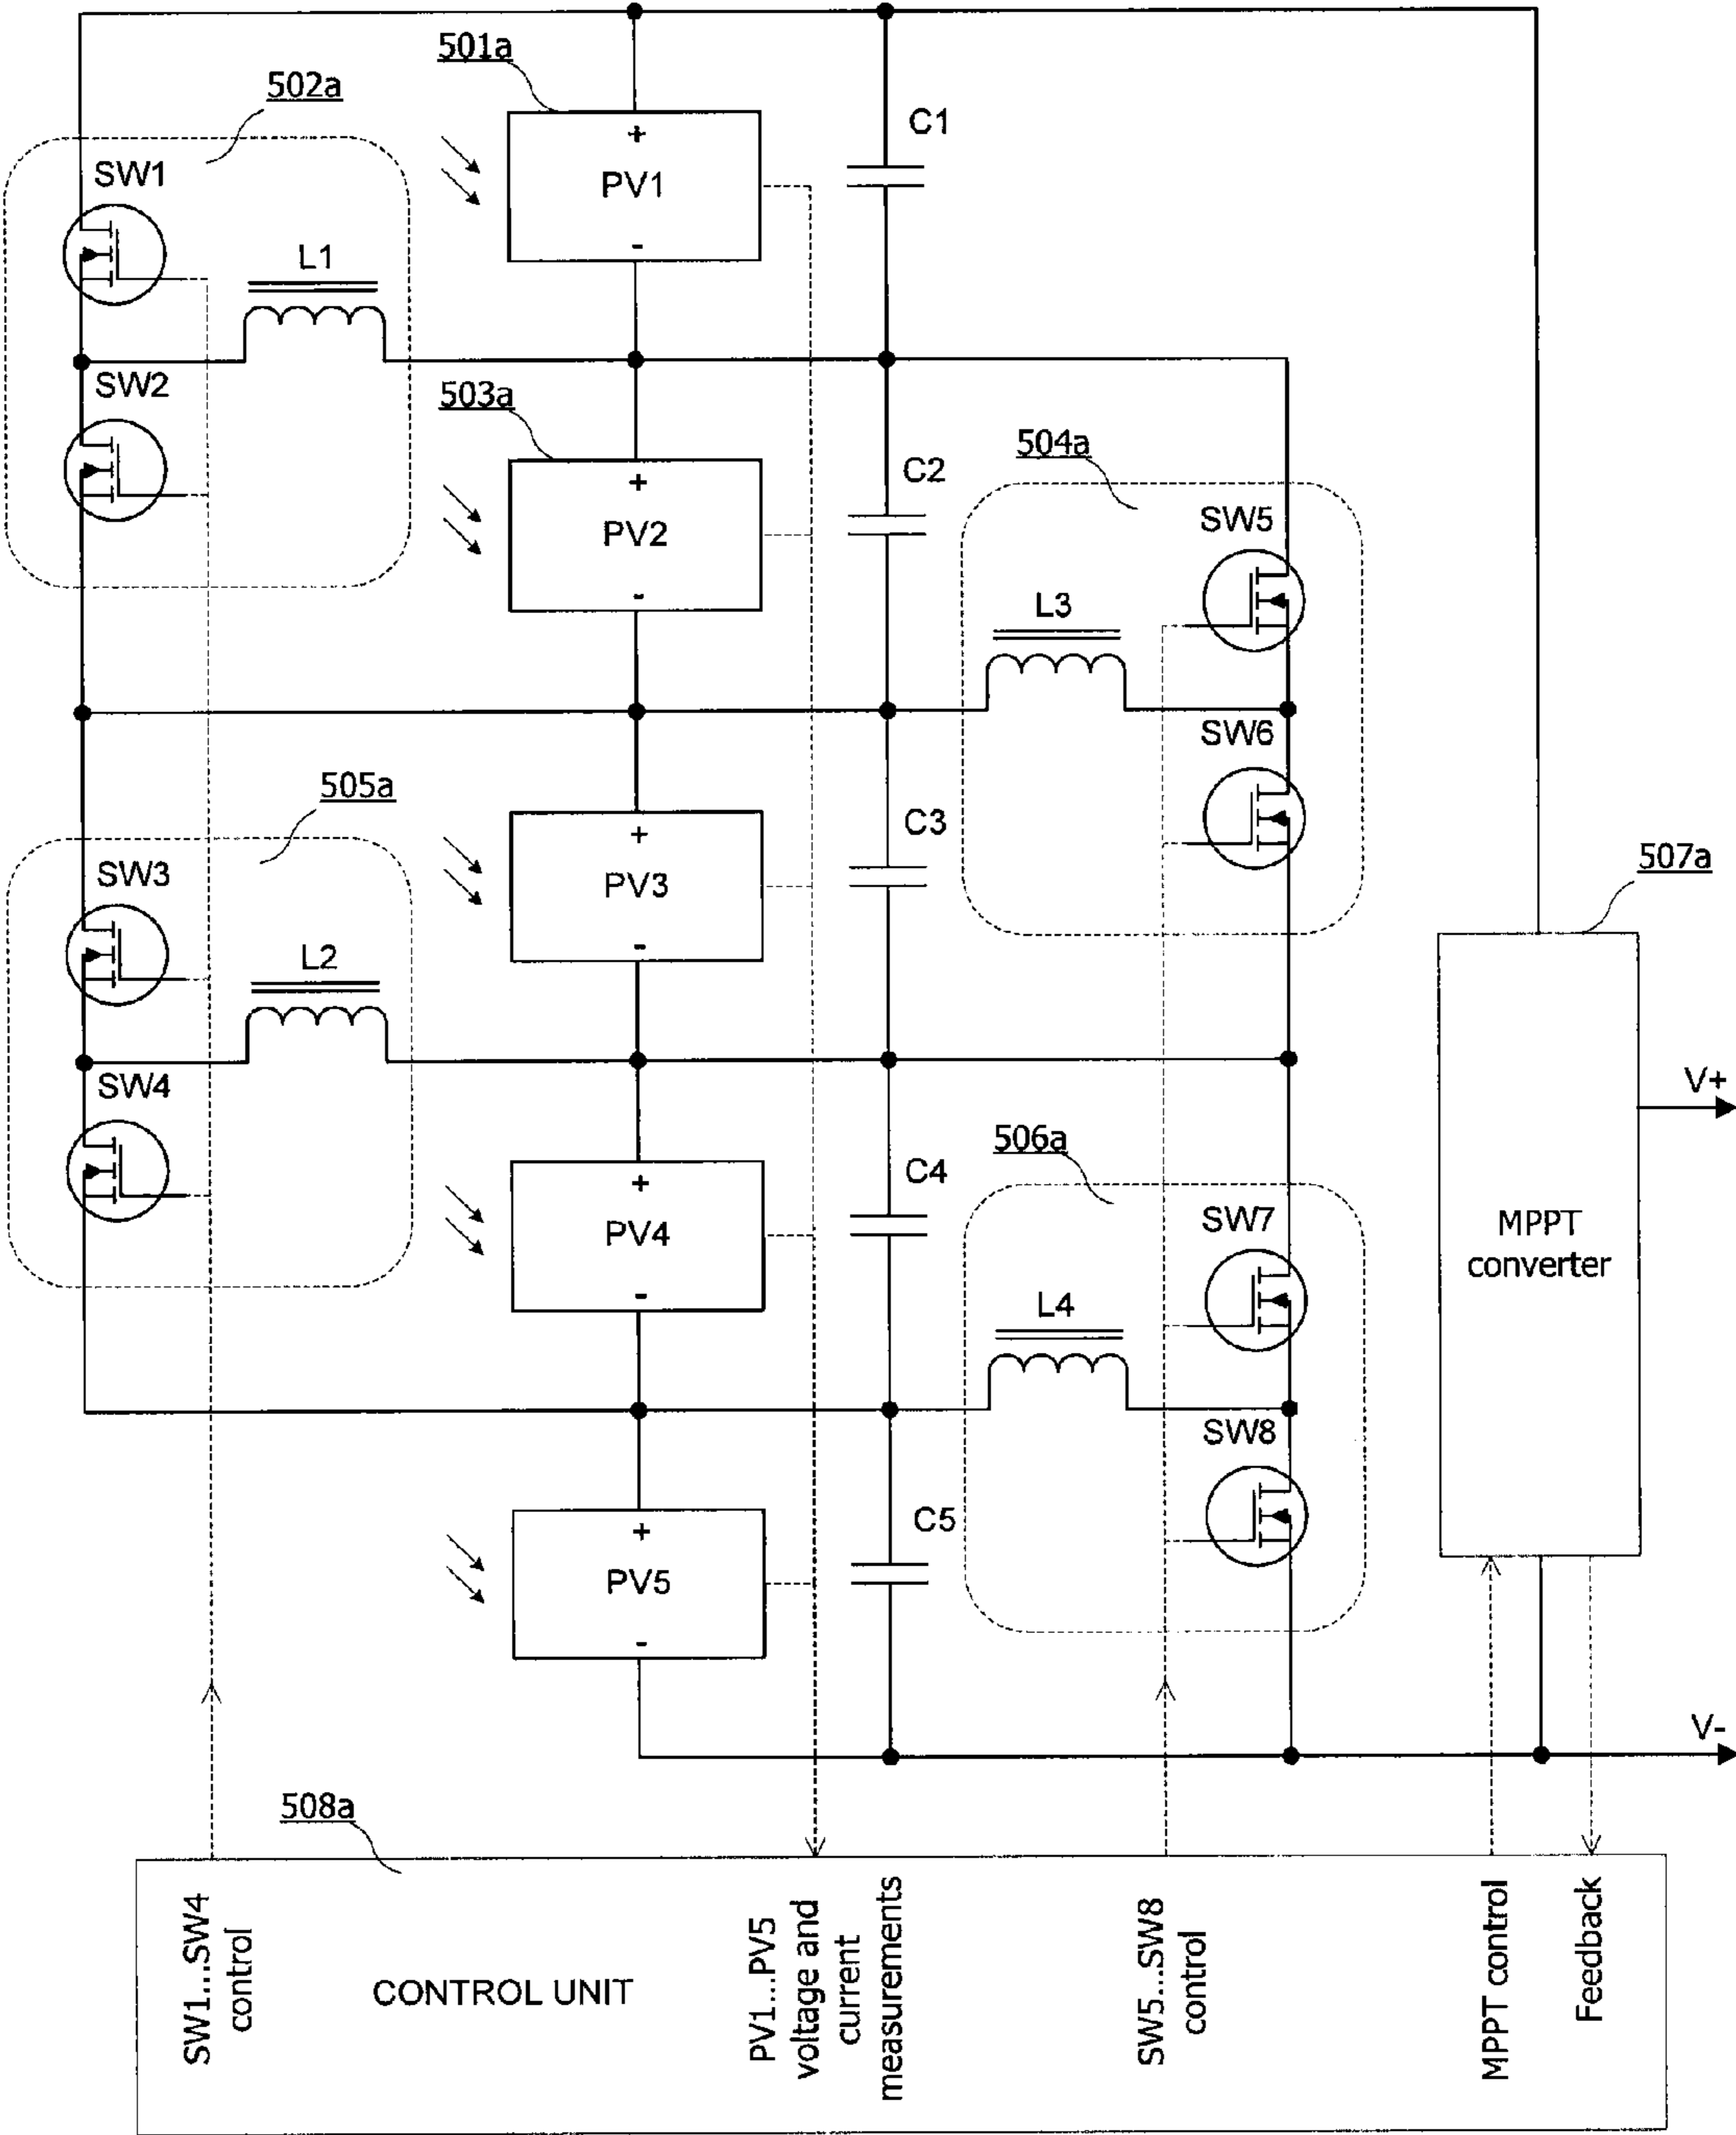 501a
502a
C1
SW1
+
PV1
-
L1
SW2
503a
504a
C2
+
PV2
-
SW5
L3
SW6
505a
C3
+
PV3
-
507a
SW3
L2
SW4
V+
506a
C4
+
PV4
-
SW7
MPPT
converter
L4
SW8
C5
+
PV5
-
V-
508a
SW1...SW4
control
CONTROL UNIT
PV1...PV5
voltage and
current
measurements
SW5...SW8
control
MPPT control
Feedback